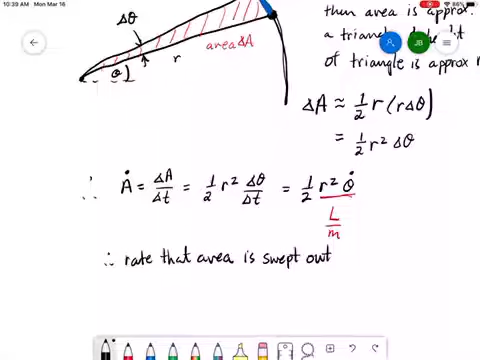 10:39 AM Mon Mar 16
86%
JB
then area is approx.
Δθ
of triangle is approx
area ΔA
r
θ
ΔA ≈ 1/2 r (rΔθ)
= 1/2 r² Δθ
∴ Ȧ = ΔA/Δt = 1/2 r² Δθ/Δt = 1/2 r² θ̇
L/m
∴ rate that area is swept out